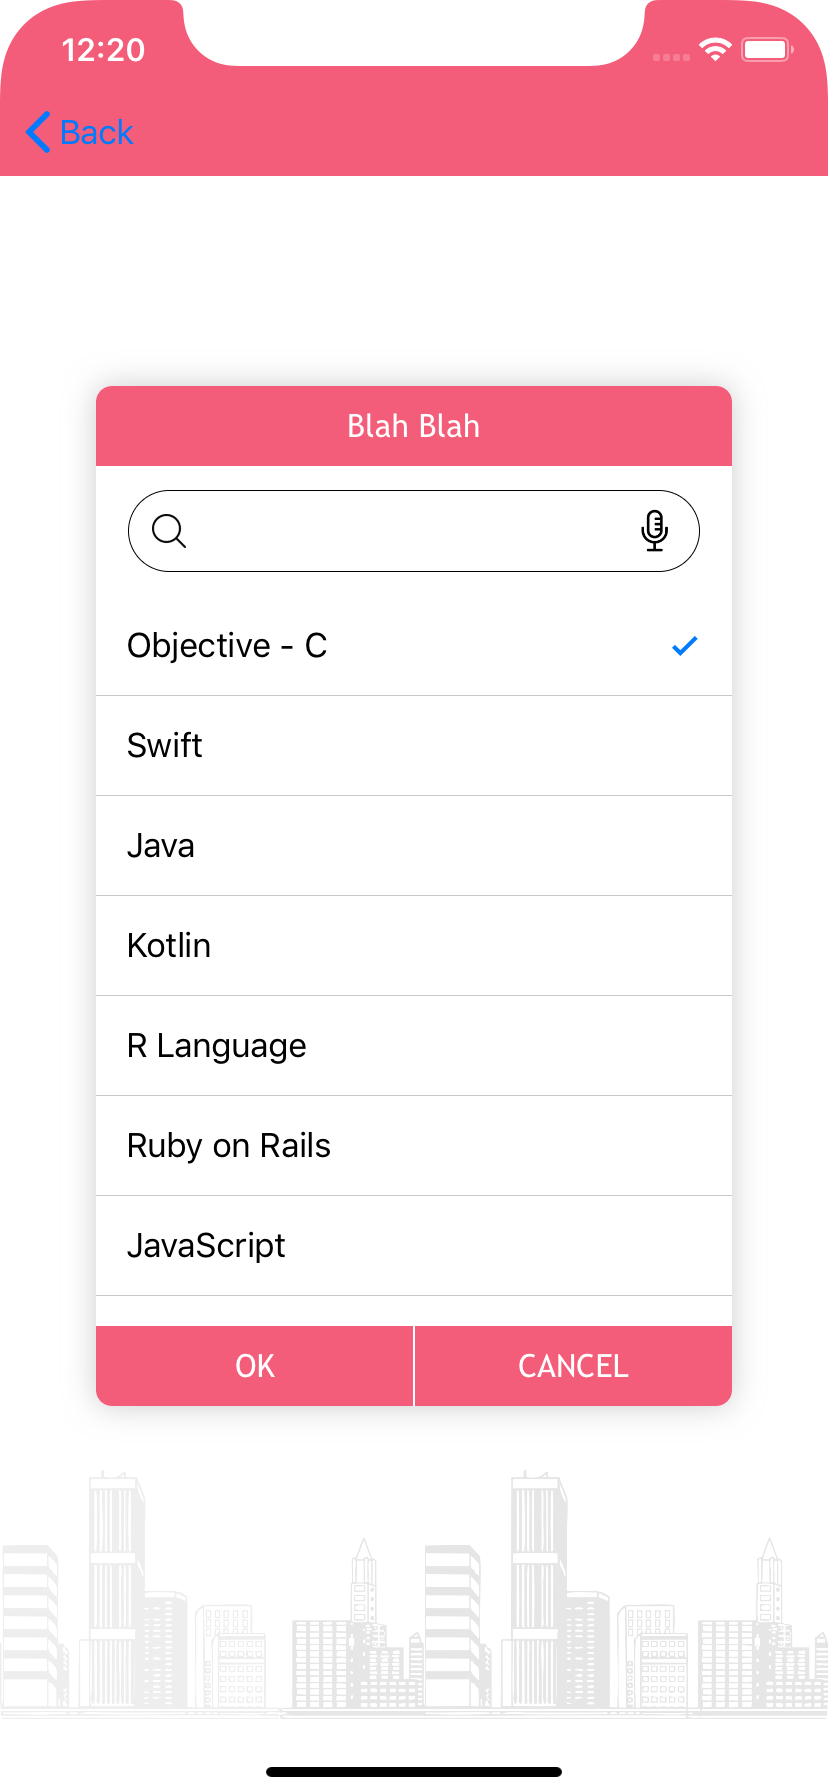 12:20
Back
Blah Blah
Objective - C
Swift
Java
Kotlin
R Language
Ruby on Rails
JavaScript
OK
CANCEL